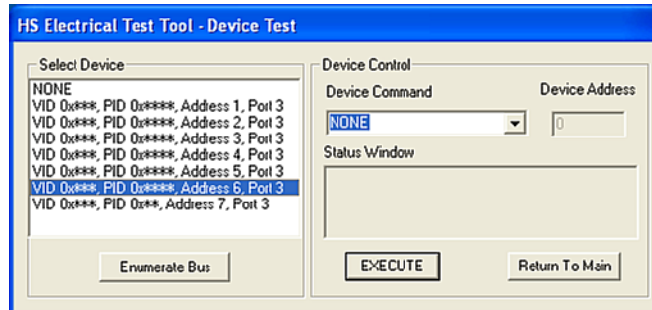 HS Electrical Test Tool - Device Test
Select Device
NONE
VID 0x***, PID 0x****, Address 1, Port 3
VID 0x***, PID 0x****, Address 2, Port 3
VID 0x***, PID 0x****, Address 3, Port 3
VID 0x***, PID 0x****, Address 4, Port 3
VID 0x***, PID 0x****, Address 5, Port 3
VID 0x***, PID 0x****, Address 6, Port 3
VID 0x***, PID 0x**, Address 7, Port 3
Enumerate Bus
Device Control
Device Command
Device Address
NONE
0
Status Window
EXECUTE
Return To Main